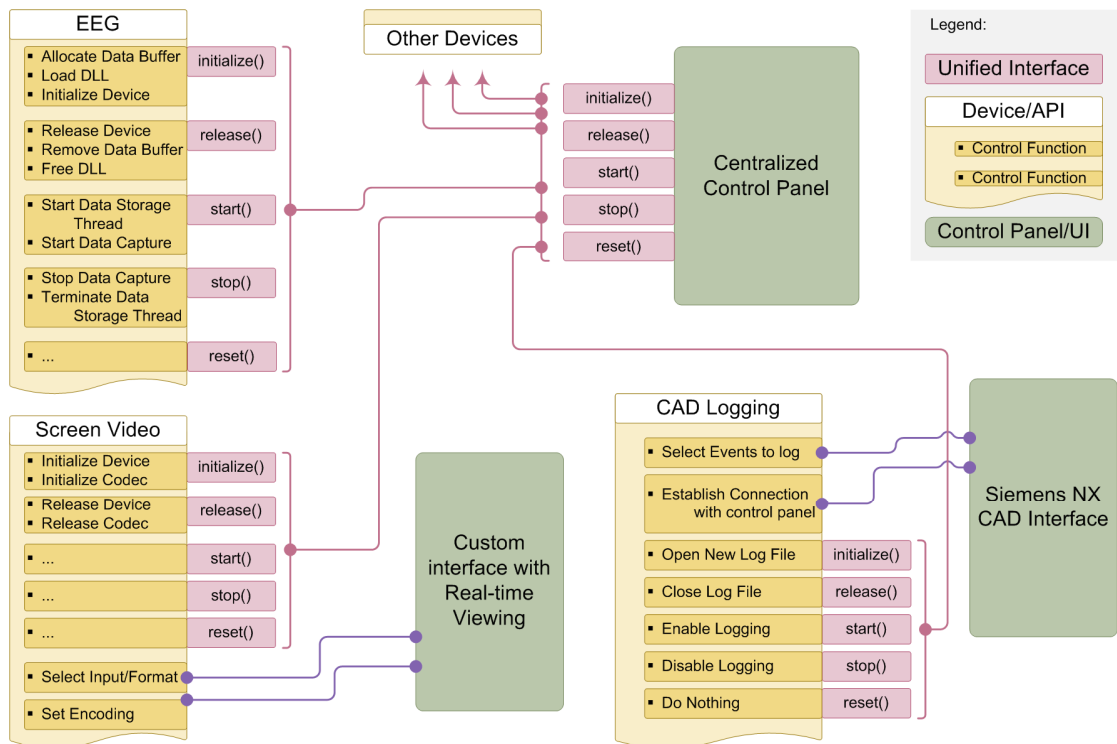 EEG
▪ Allocate Data Buffer
▪ Load DLL
▪ Initialize Device
initialize()
▪ Release Device
▪ Remove Data Buffer
▪ Free DLL
release()
▪ Start Data Storage
Thread
▪ Start Data Capture
start()
▪ Stop Data Capture
▪ Terminate Data
Storage Thread
stop()
▪ ...
reset()
Other Devices
initialize()
release()
start()
stop()
reset()
Centralized
Control Panel
Legend:
Unified Interface
Device/API
▪ Control Function
▪ Control Function
Control Panel/UI
Screen Video
▪ Initialize Device
▪ Initialize Codec
initialize()
▪ Release Device
▪ Release Codec
release()
▪ ...
start()
▪ ...
stop()
▪ ...
reset()
▪ Select Input/Format
▪ Set Encoding
Custom
interface with
Real-time
Viewing
CAD Logging
▪ Select Events to log
▪ Establish Connection
with control panel
▪ Open New Log File
initialize()
▪ Close Log File
release()
▪ Enable Logging
start()
▪ Disable Logging
stop()
▪ Do Nothing
reset()
Siemens NX
CAD Interface